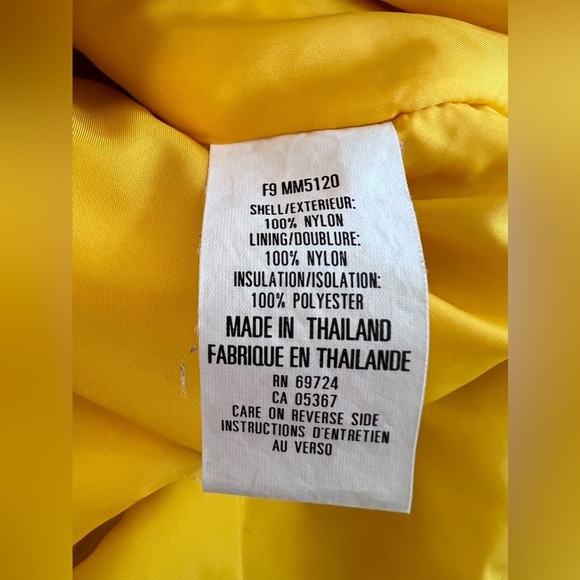 F9 MM5120
SHELL/EXTERIEUR:
100% NYLON
LINING/DOUBLURE:
100% NYLON
INSULATION/ISOLATION:
100% POLYESTER
MADE IN THAILAND
FABRIQUE EN THAILANDE
RN 69724
CA 05367
CARE ON REVERSE SIDE
INSTRUCTIONS D'ENTRETIEN
AU VERSO